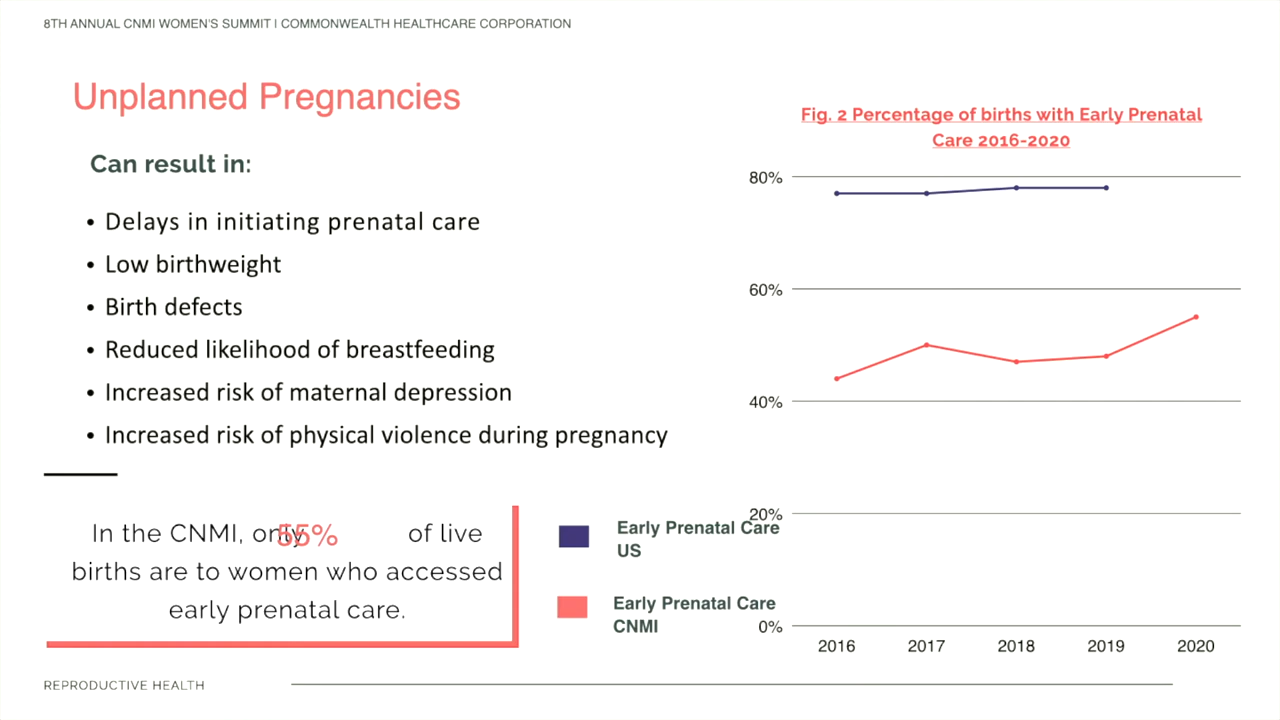 8TH ANNUAL CNMI WOMEN'S SUMMIT | COMMONWEALTH HEALTHCARE CORPORATION
Unplanned Pregnancies
Can result in:
• Delays in initiating prenatal care
• Low birthweight
• Birth defects
• Reduced likelihood of breastfeeding
• Increased risk of maternal depression
• Increased risk of physical violence during pregnancy
In the CNMI, only 55% of live
births are to women who accessed
early prenatal care.
Fig. 2 Percentage of births with Early Prenatal
Care 2016-2020
80%
60%
40%
20%
0%
2016 2017 2018 2019 2020
Early Prenatal Care
US
Early Prenatal Care
CNMI
REPRODUCTIVE HEALTH